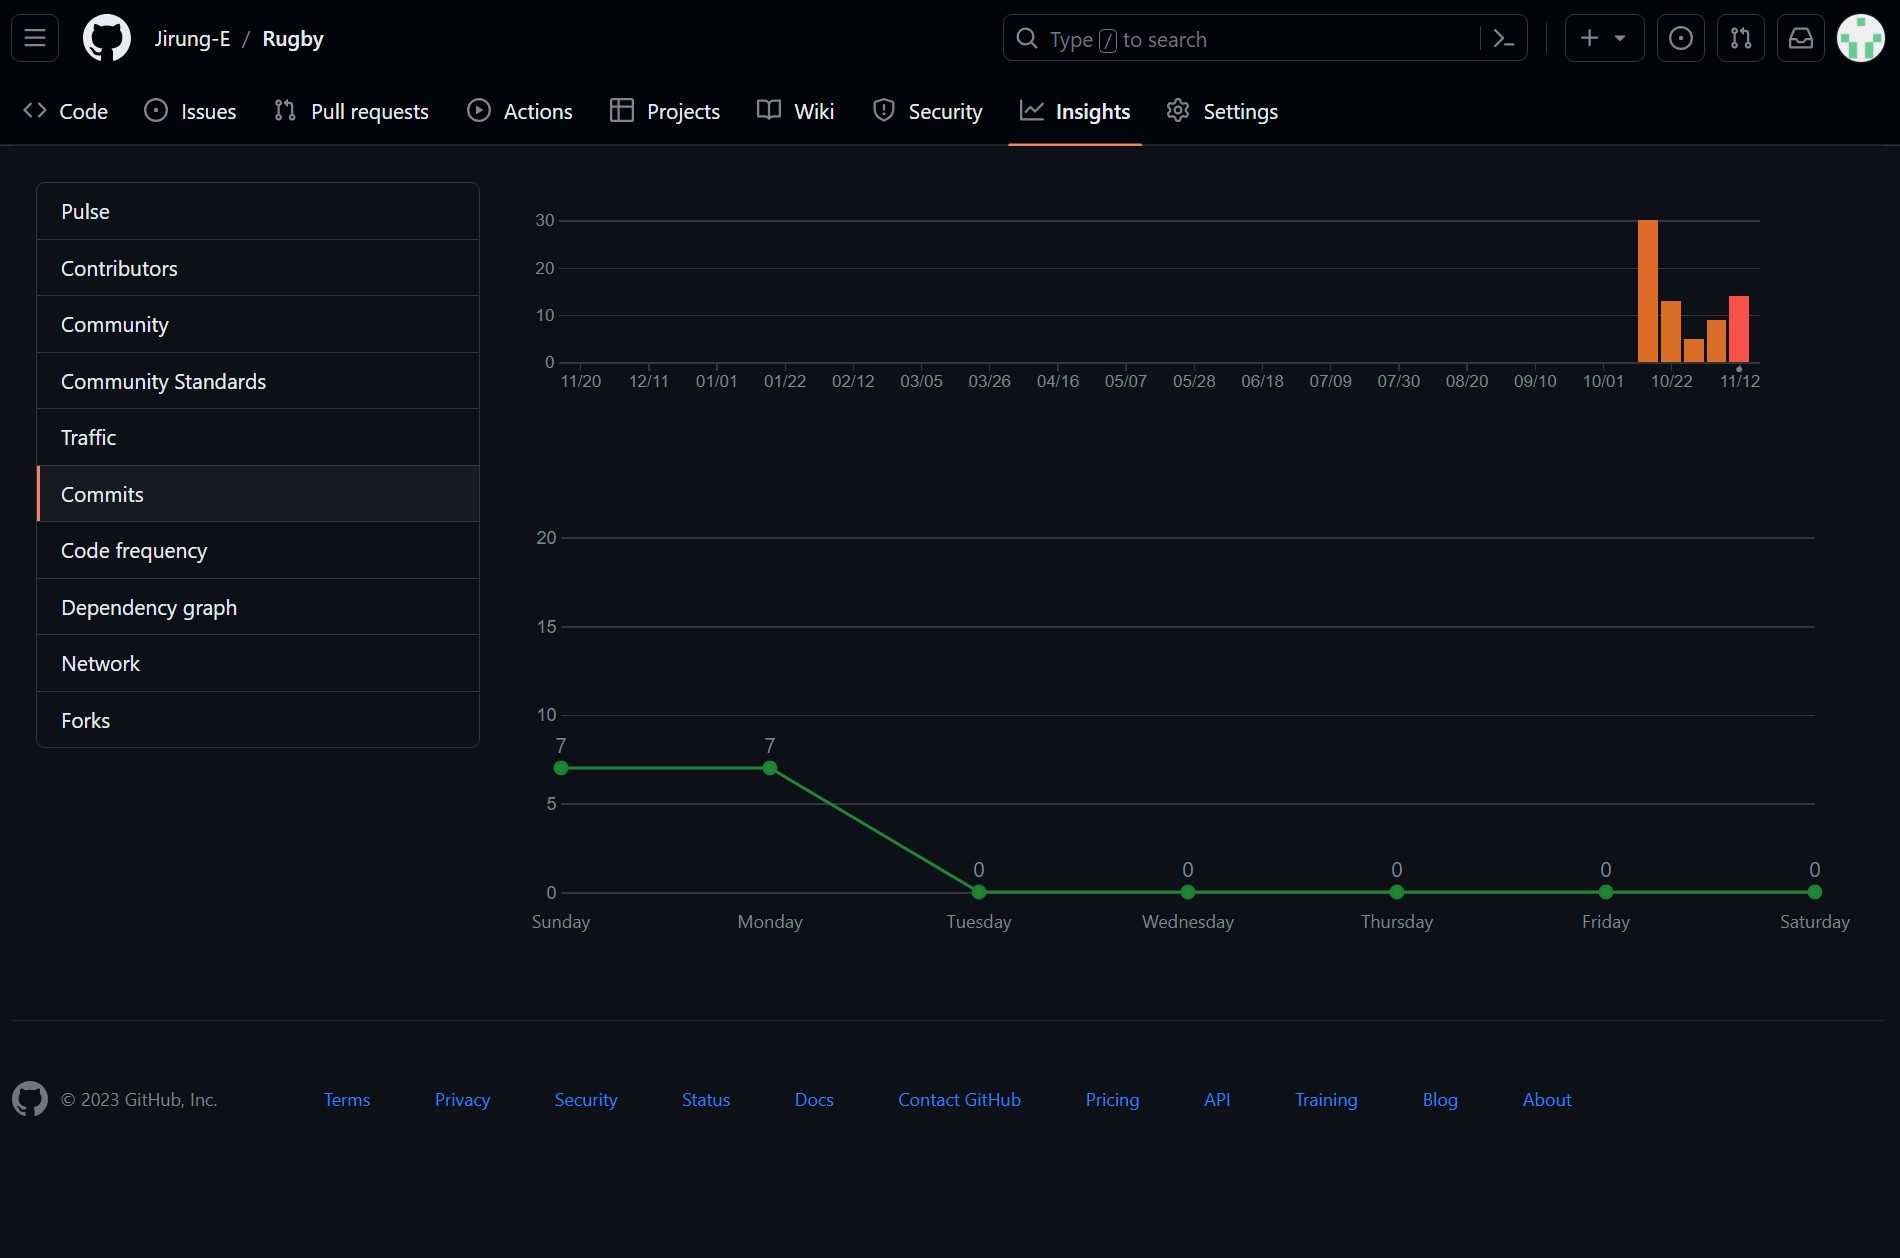 Jirung-E / Rugby
Type / to search
Code Issues Pull requests Actions Projects Wiki Security Insights Settings
Pulse
Contributors
Community
Community Standards
Traffic
Commits
Code frequency
Dependency graph
Network
Forks
30
20
10
0
11/20 12/11 01/01 01/22 02/12 03/05 03/26 04/16 05/07 05/28 06/18 07/09 07/30 08/20 09/10 10/01 10/22 11/12
20
15
10
7 7
5
0 0 0 0 0
0
Sunday Monday Tuesday Wednesday Thursday Friday Saturday
© 2023 GitHub, Inc. Terms Privacy Security Status Docs Contact GitHub Pricing API Training Blog About